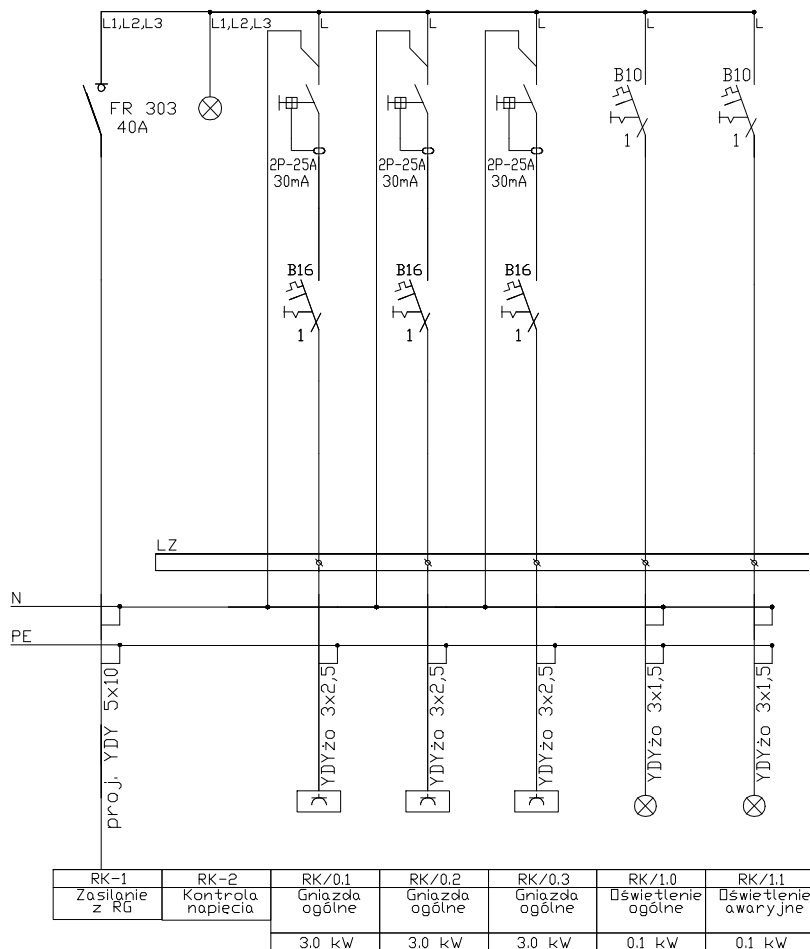 L1,L2,L3
L1,L2,L3
L
L
L
L
L
FR 303
40A
B10
B10
1
1
2P-25A
30mA
2P-25A
30mA
2P-25A
30mA
B16
B16
B16
1
1
1
LZ
N
PE
proj. YDY 5x10
YDYżo 3x2,5
YDYżo 3x2,5
YDYżo 3x2,5
YDYżo 3x1,5
YDYżo 3x1,5
RK-1
Zasilanie
z RG
RK-2
Kontrola
napięcia
RK/0.1
Gniazda
ogólne
3.0 kW
RK/0.2
Gniazda
ogólne
3.0 kW
RK/0.3
Gniazda
ogólne
3.0 kW
RK/1.0
Oświetlenie
ogólne
0.1 kW
RK/1.1
Oświetlenie
awaryjne
0.1 kW